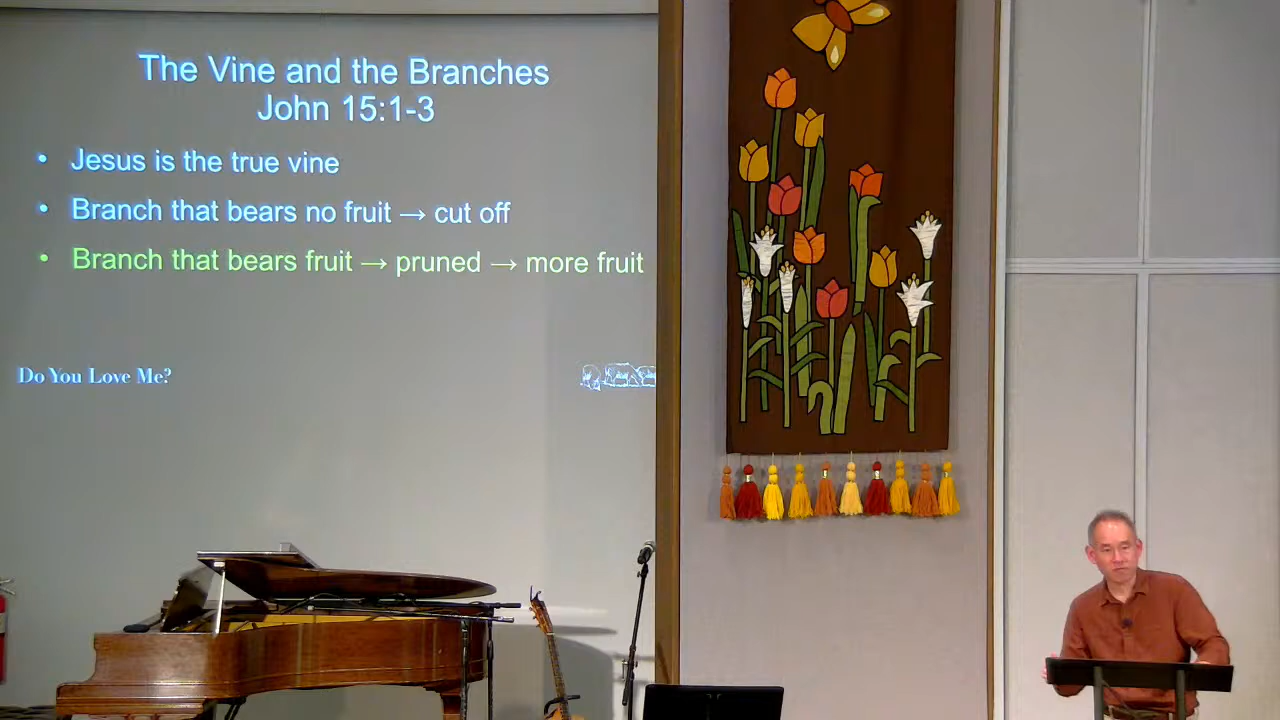 The Vine and the Branches
John 15:1-3
• Jesus is the true vine
• Branch that bears no fruit → cut off
• Branch that bears fruit → pruned → more fruit
Do You Love Me?